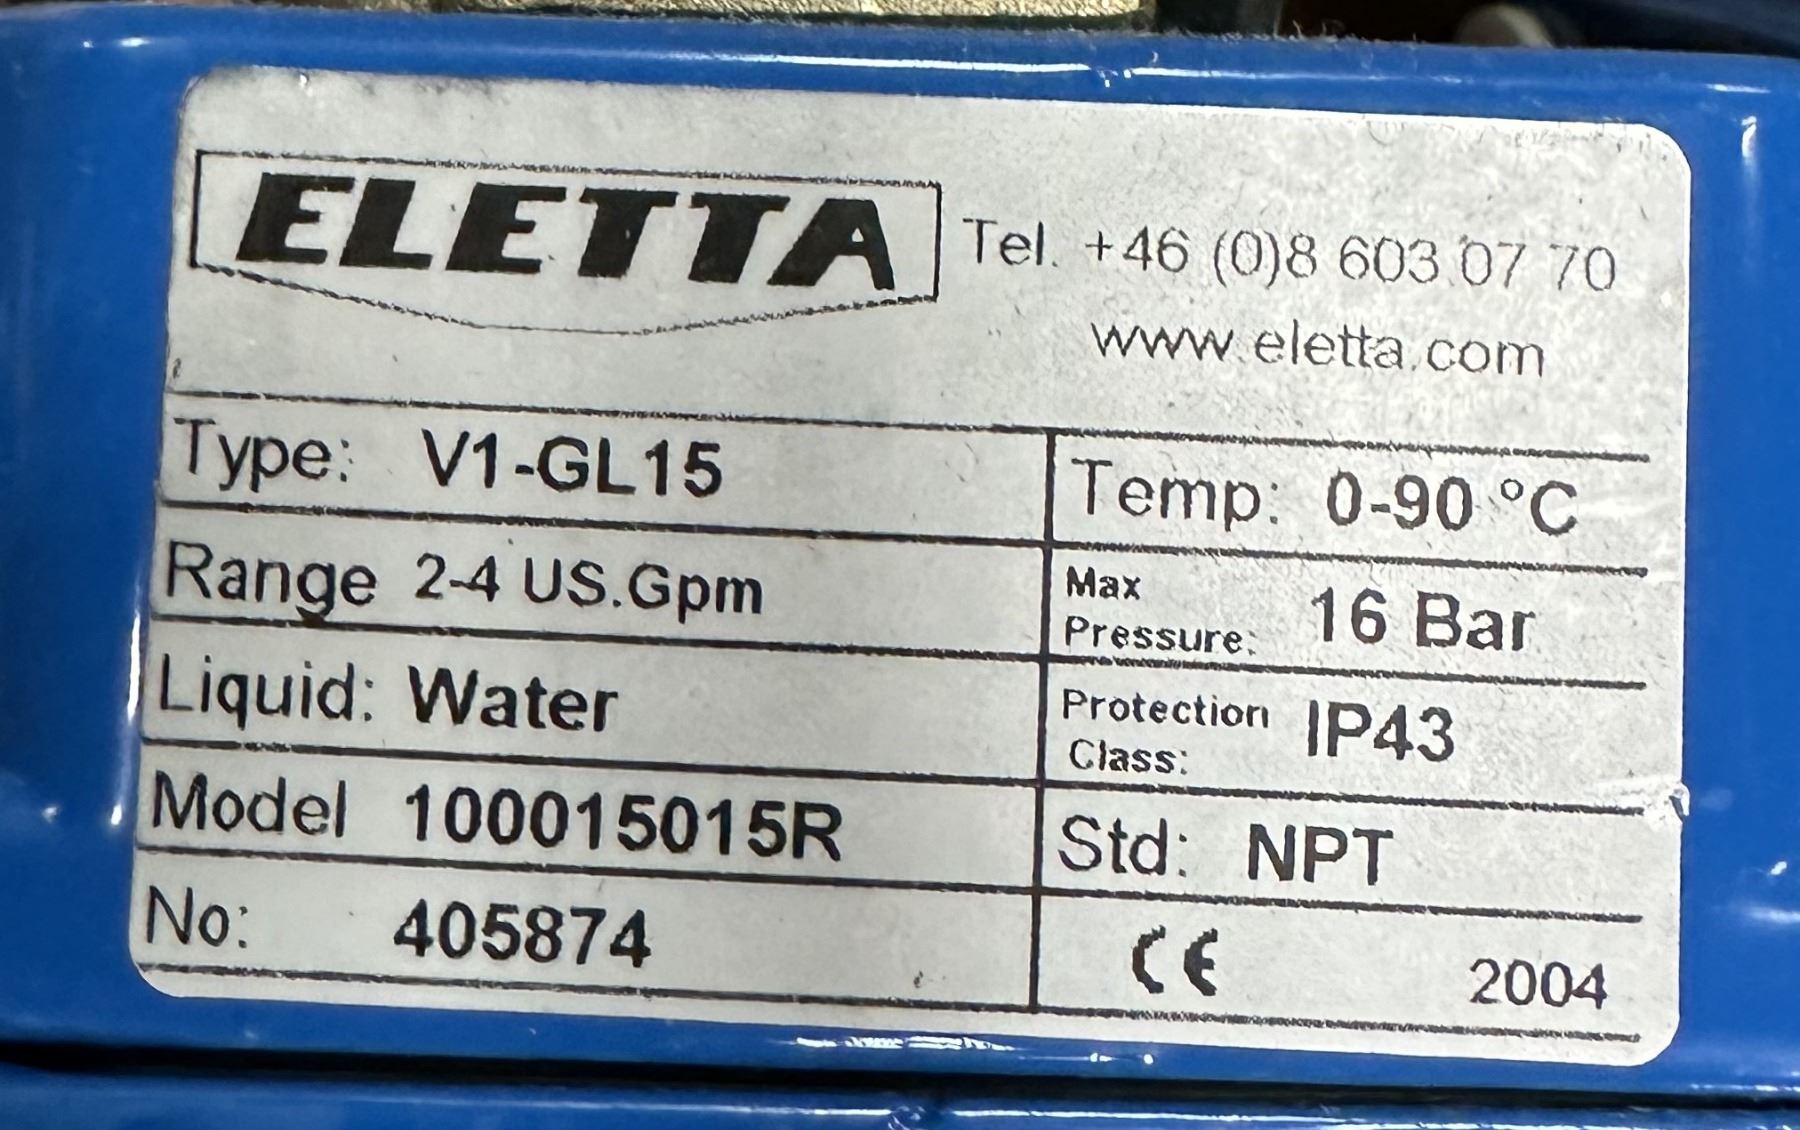 ELETTA
Tel. +46 (0)8 603 07 70
www.eletta.com
Type: V1-GL15
Temp: 0-90 °C
Range 2-4 US.Gpm
Max Pressure: 16 Bar
Liquid: Water
Protection Class: IP43
Model 100015015R
Std: NPT
No: 405874
CE 2004